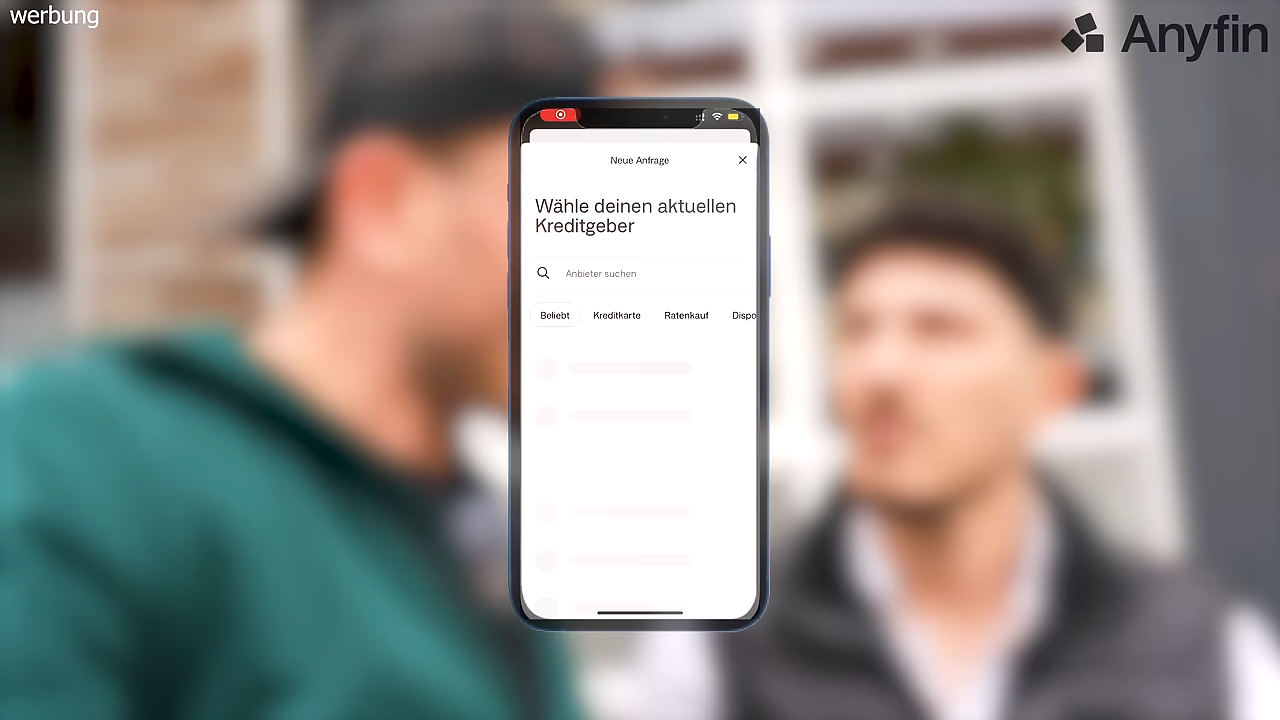 werbung
Anyfin
Neue Anfrage
Wähle deinen aktuellen
Kreditgeber
Anbieter suchen
Beliebt Kreditkarte Ratenkauf Dispo